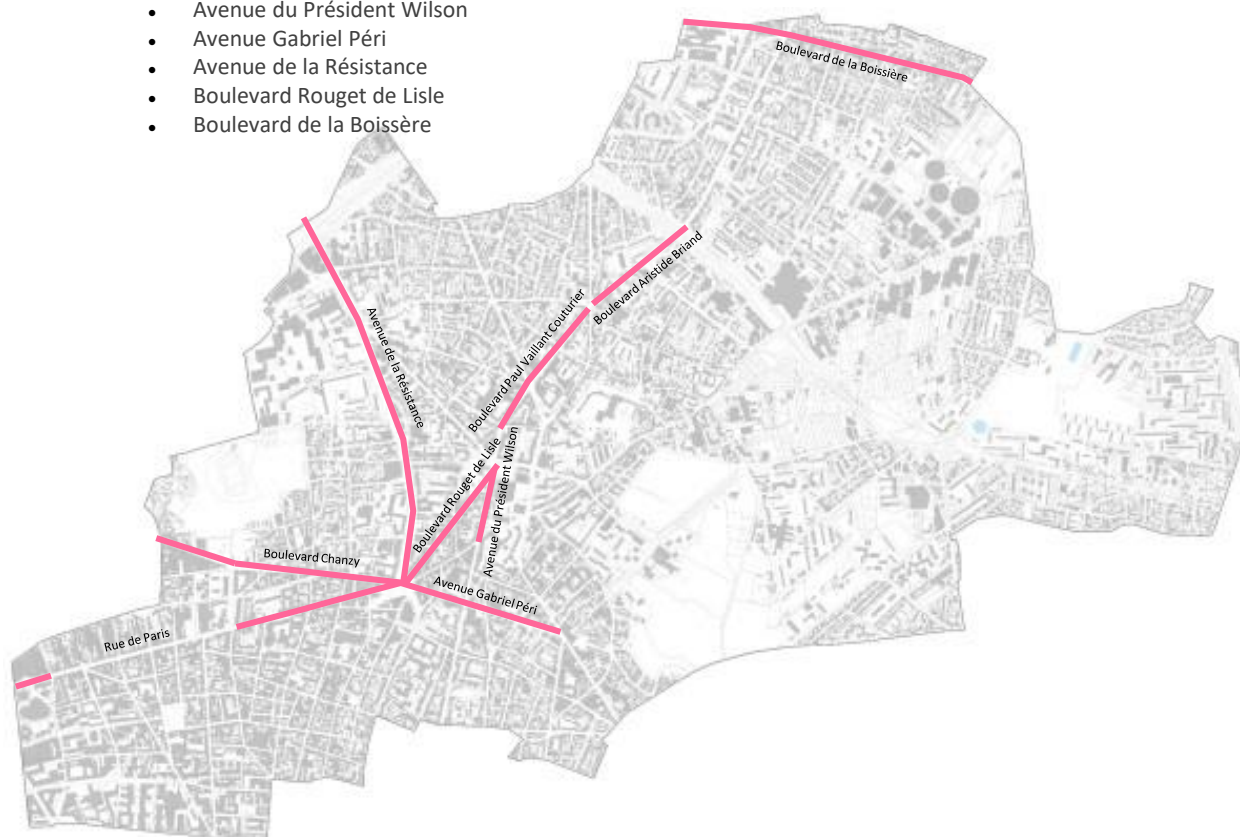 • Avenue du Président Wilson
• Avenue Gabriel Péri
• Avenue de la Résistance
• Boulevard Rouget de Lisle
• Boulevard de la Boissère
Boulevard de la Boissière
Boulevard Aristide Briand
Boulevard Paul Vaillant Couturier
Avenue de la Résistance
Boulevard Rouget de Lisle
Avenue du Président Wilson
Boulevard Chanzy
Avenue Gabriel Péri
Rue de Paris